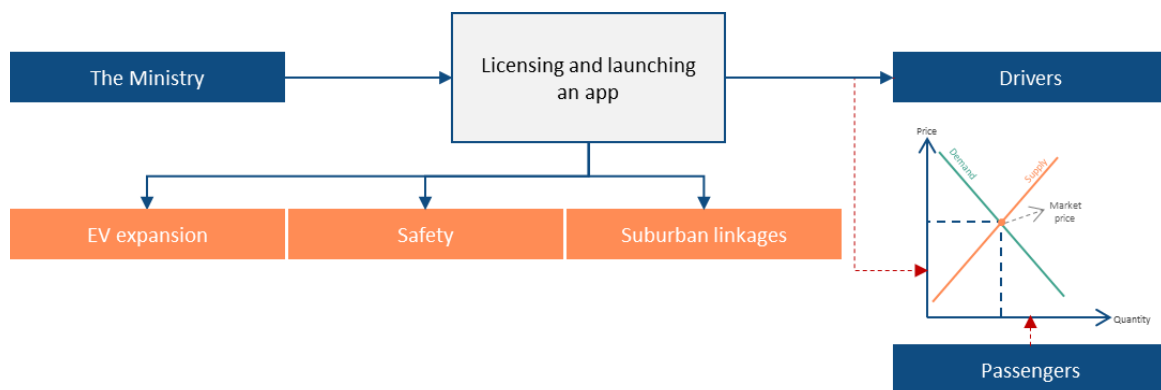 The Ministry
Licensing and launching
an app
Drivers
EV expansion
Safety
Suburban linkages
Price
Demand
Supply
Market
price
Quantity
Passengers